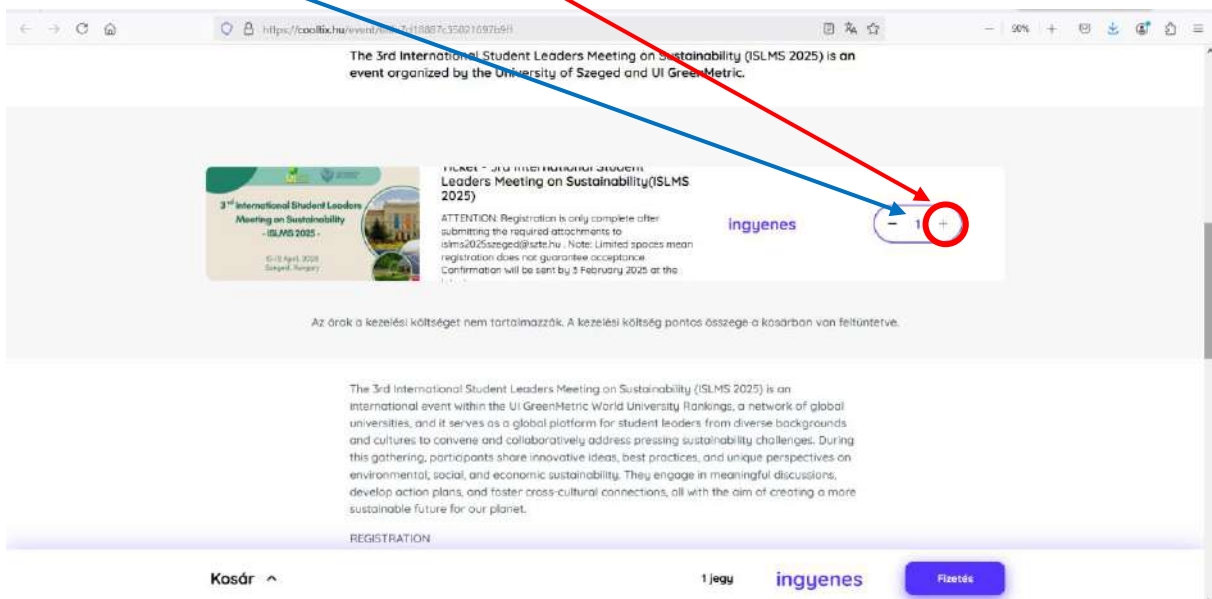 https://cooltix.hu/event/
90%
The 3rd International Student Leaders Meeting on Sustainability (ISLMS 2025) is an
event organized by the University of Szeged and UI GreenMetric.
3rd International Student Leaders
Meeting on Sustainability
- ISLMS 2025 -
Szeged, Hungary
Ticket - 3rd International Student
Leaders Meeting on Sustainability(ISLMS
2025)
ATTENTION: Registration is only complete after
submitting the required attachments to
islms2025szeged@szte.hu . Note: Limited spaces mean
registration does not guarantee acceptance
Confirmation will be sent by 3 February 2025 at the
ingyenes
− 1 +
Az árak a kezelési költséget nem tartalmazzák. A kezelési költség pontos összege a kosárban van feltüntetve.
The 3rd International Student Leaders Meeting on Sustainability (ISLMS 2025) is an
international event within the UI GreenMetric World University Rankings, a network of global
universities, and it serves as a global platform for student leaders from diverse backgrounds
and cultures to convene and collaboratively address pressing sustainability challenges. During
this gathering, participants share innovative ideas, best practices, and unique perspectives on
environmental, social, and economic sustainability. They engage in meaningful discussions,
develop action plans, and foster cross-cultural connections, all with the aim of creating a more
sustainable future for our planet.
REGISTRATION
Kosár
1 jegy
ingyenes
Fizetés